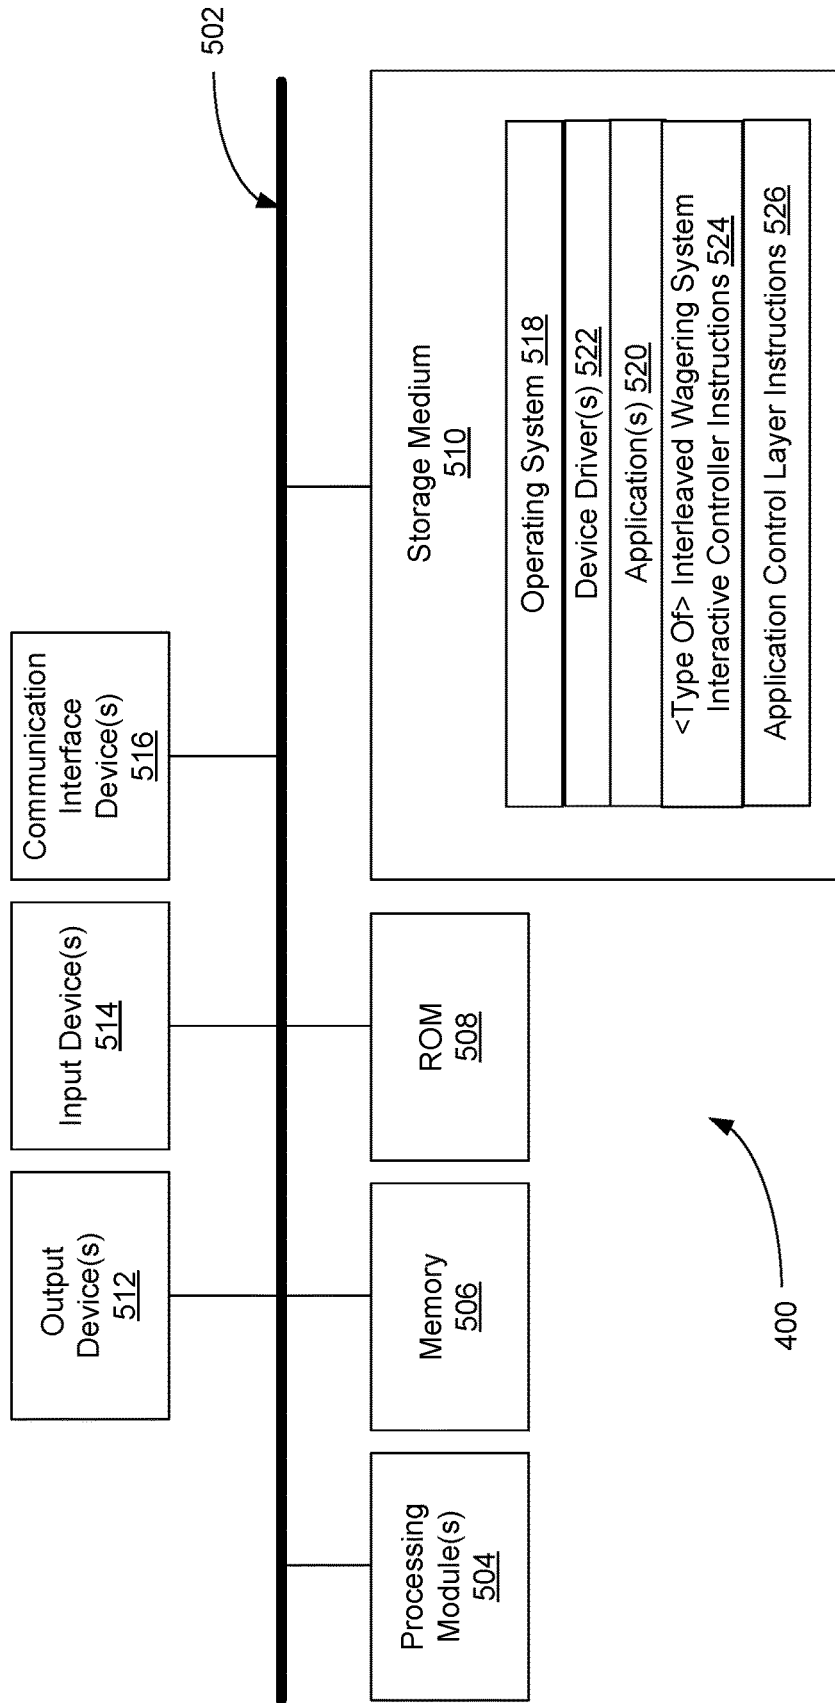 502
Output
Device(s)
512
Input Device(s)
514
Communication
Interface
Device(s)
516
Processing
Module(s)
504
Memory
506
ROM
508
Storage Medium
510
Operating System 518
Device Driver(s) 522
Application(s) 520
<Type Of> Interleaved Wagering System
Interactive Controller Instructions 524
Application Control Layer Instructions 526
400